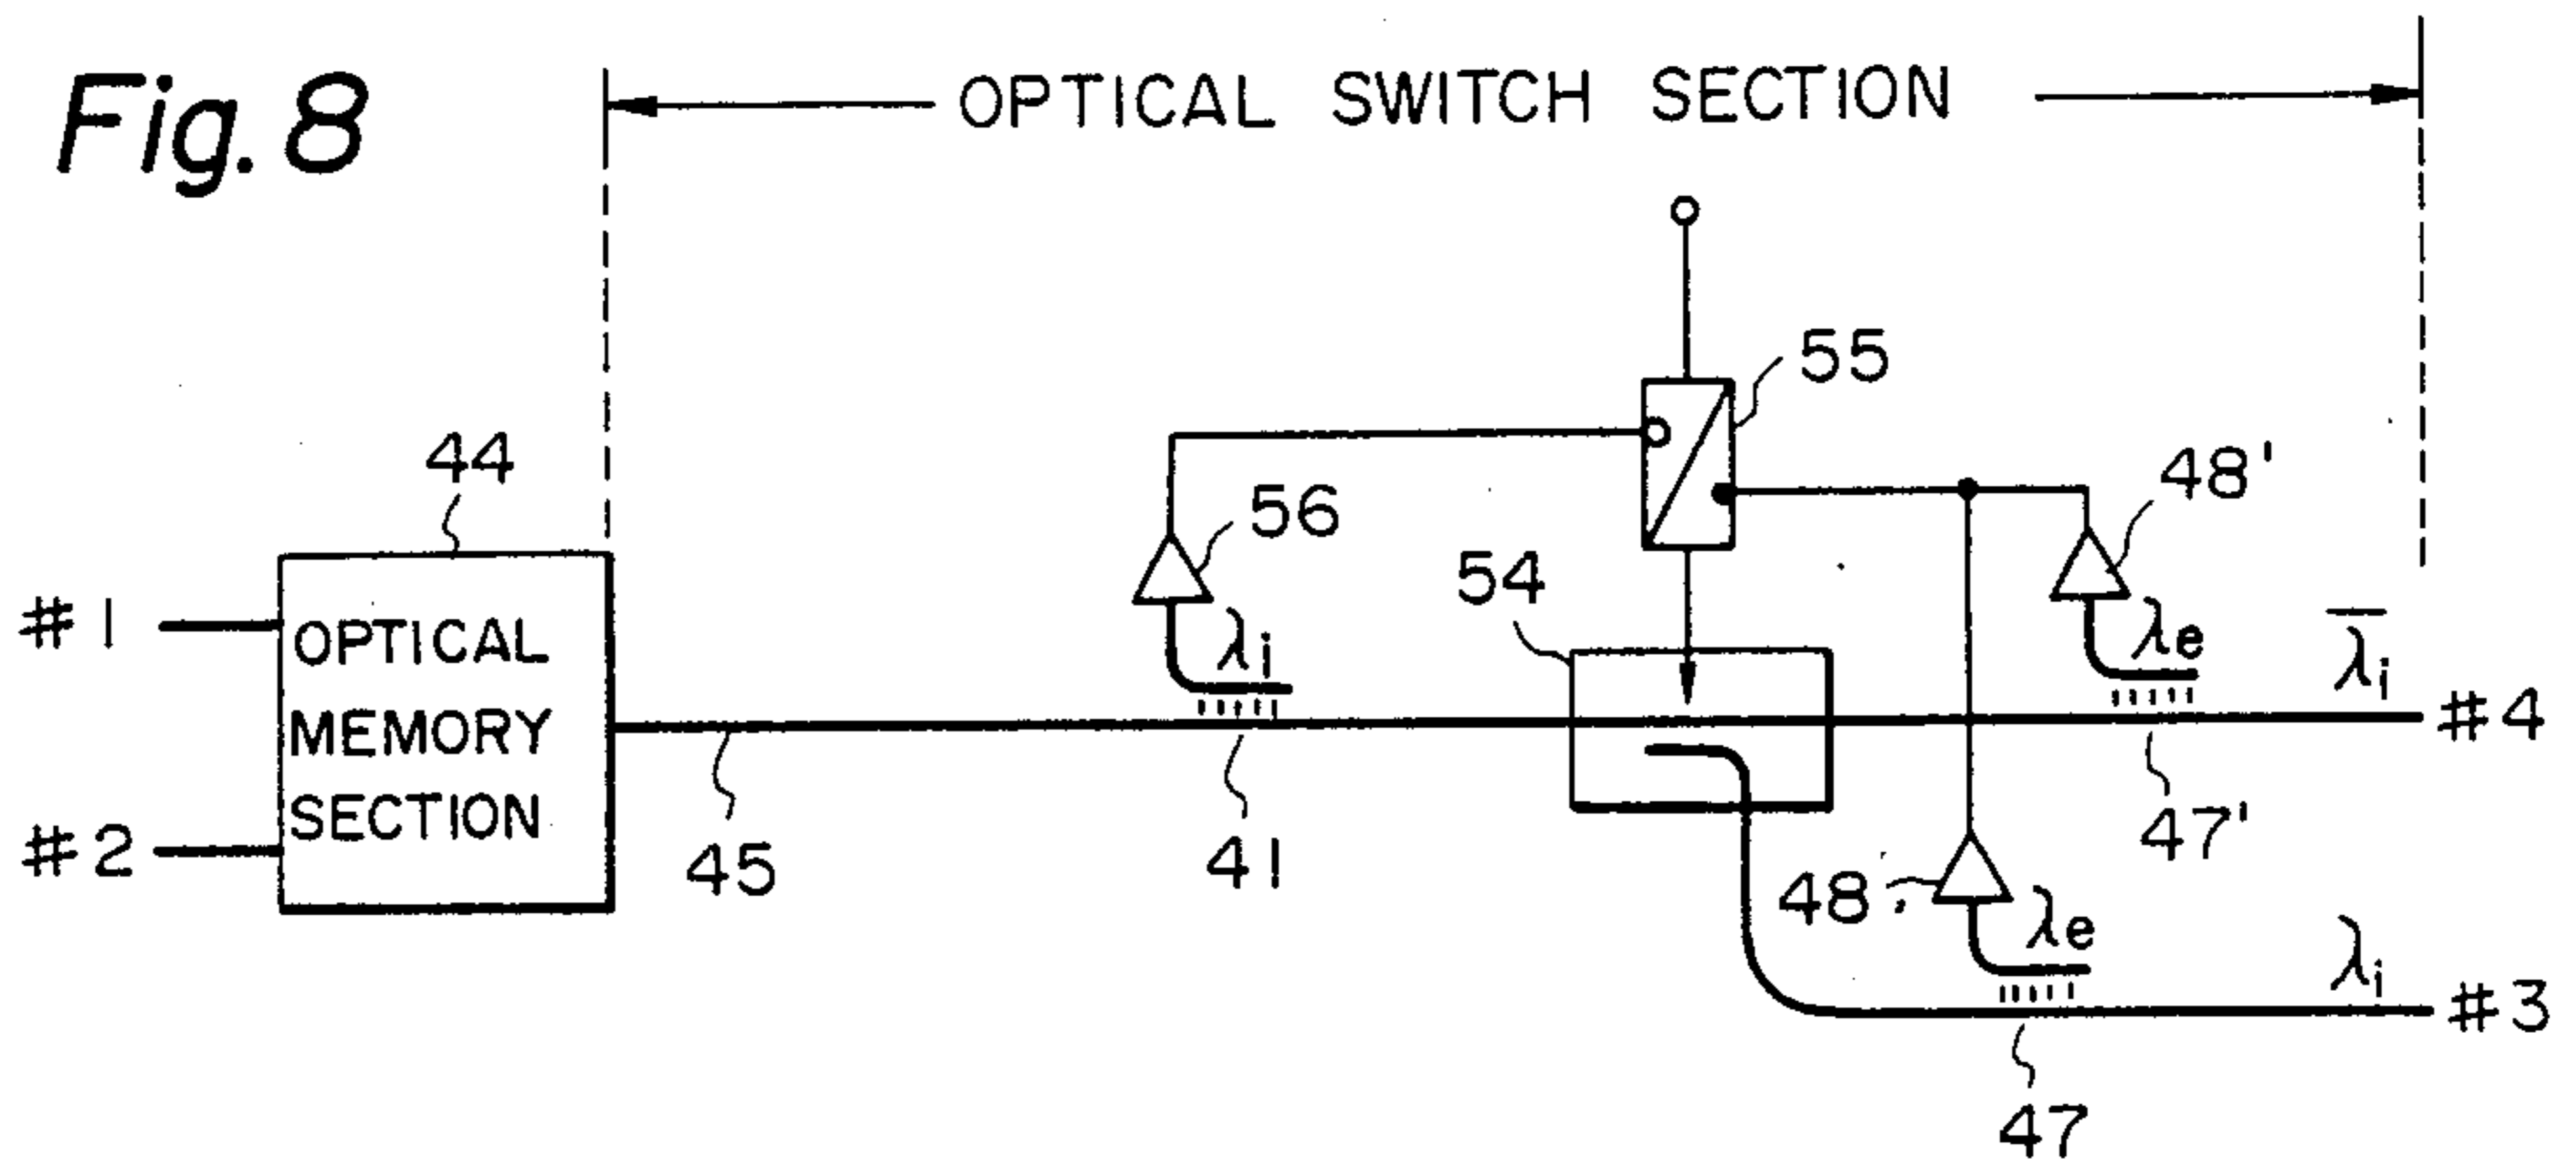 Fig. 8
OPTICAL SWITCH SECTION
55
44
56
48'
54
#1
λi
λe
λ̅i
OPTICAL
MEMORY
SECTION
#4
#2
45
41
48
47'
λe
λi
#3
47